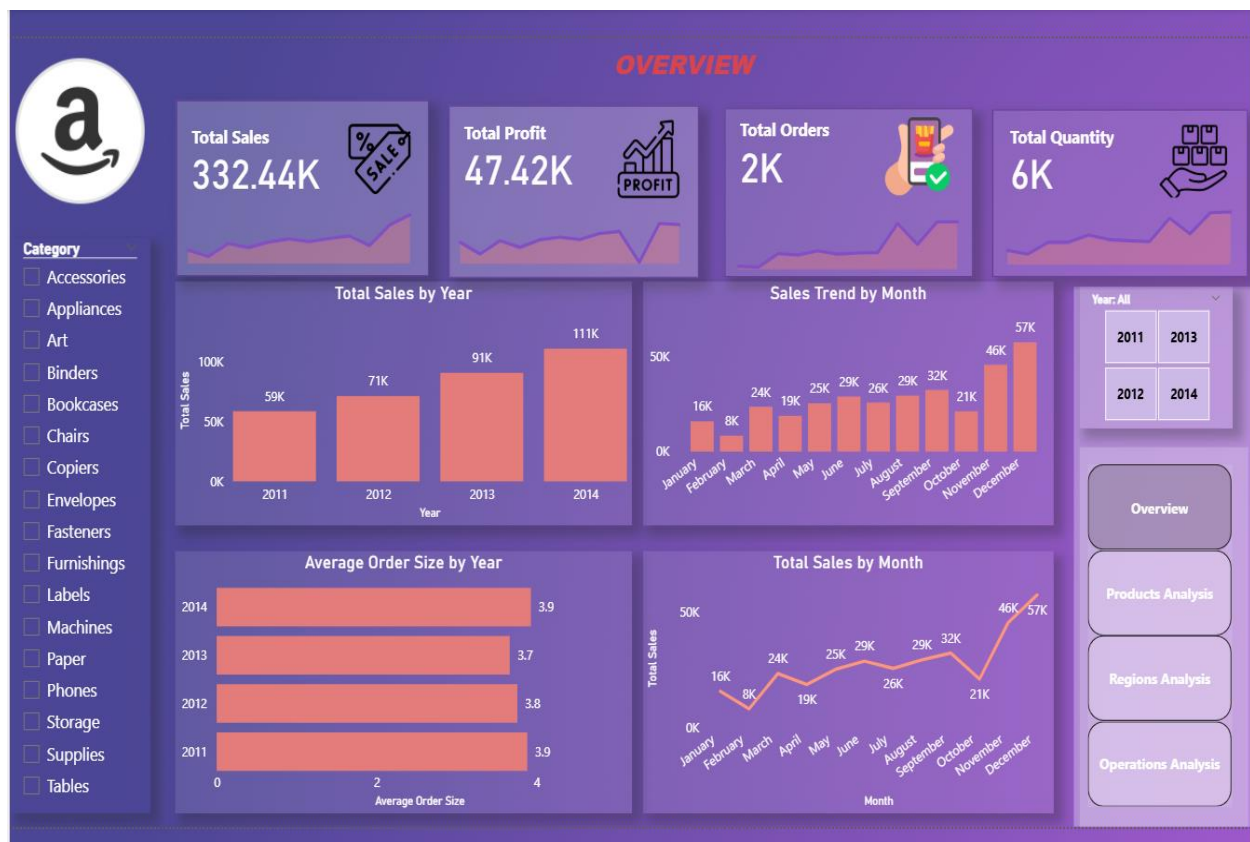 OVERVIEW
a
Total Sales
332.44K
% SALE
Total Profit
47.42K
PROFIT
Total Orders
2K
Total Quantity
6K
Category
Accessories
Appliances
Art
Binders
Bookcases
Chairs
Copiers
Envelopes
Fasteners
Furnishings
Labels
Machines
Paper
Phones
Storage
Supplies
Tables
Total Sales by Year
Total Sales
100K
50K
0K
59K
71K
91K
111K
2011 2012 2013 2014
Year
Sales Trend by Month
50K
0K
16K
8K
24K
19K
25K
29K
26K
29K
32K
21K
46K
57K
January February March April May June July August September October November December
Year: All
2011 2013
2012 2014
Average Order Size by Year
2014 3.9
2013 3.7
2012 3.8
2011 3.9
0 2 4
Average Order Size
Total Sales by Month
Total Sales
50K
0K
16K
8K
24K
19K
25K
29K
26K
29K
32K
21K
46K
57K
January February March April May June July August September October November December
Month
Overview
Products Analysis
Regions Analysis
Operations Analysis